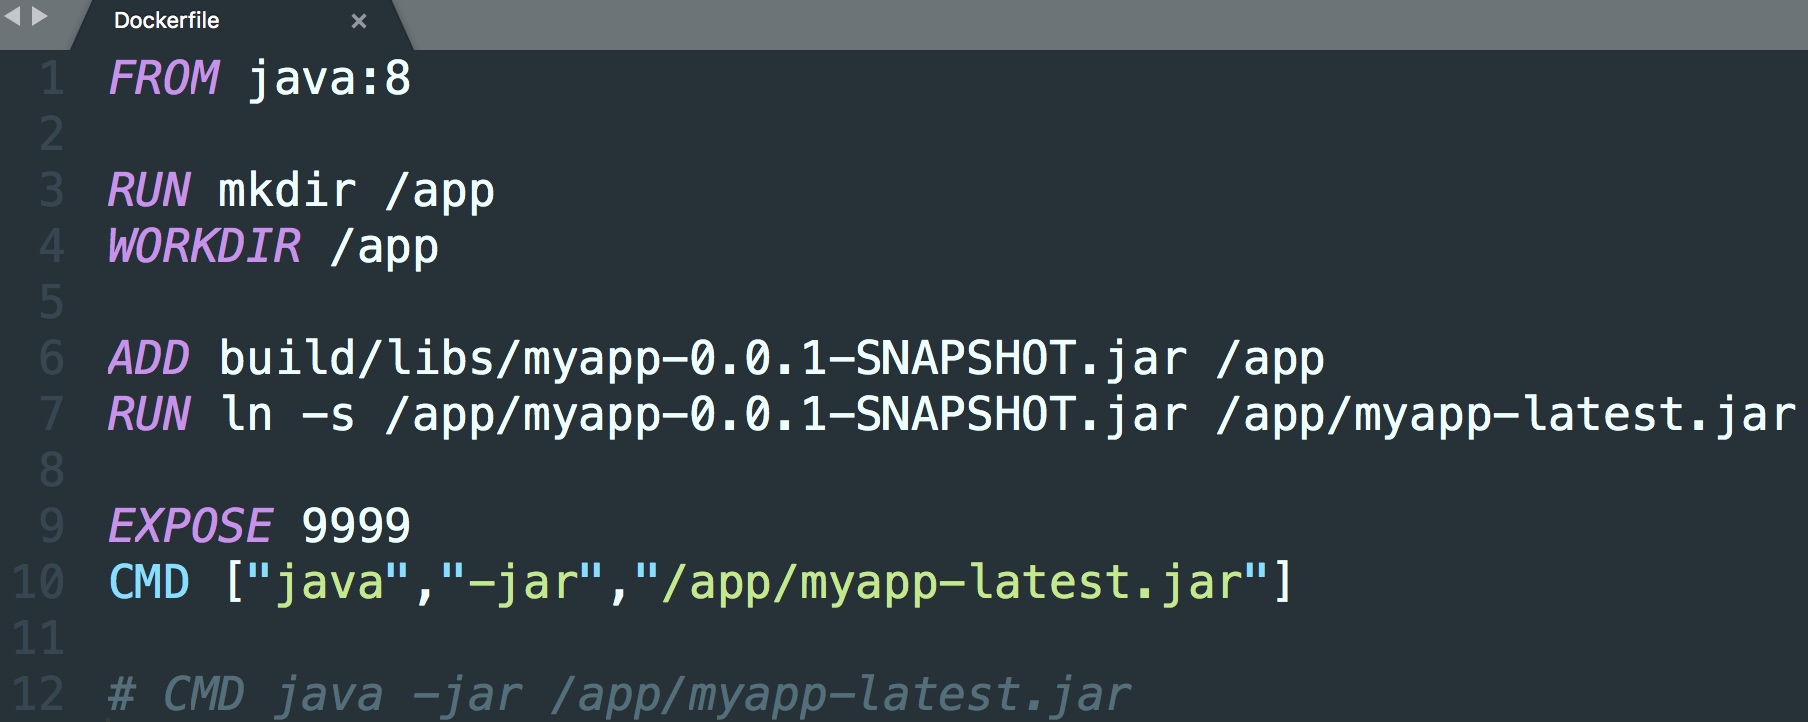 Dockerfile ×
1 FROM java:8
2
3 RUN mkdir /app
4 WORKDIR /app
5
6 ADD build/libs/myapp-0.0.1-SNAPSHOT.jar /app
7 RUN ln -s /app/myapp-0.0.1-SNAPSHOT.jar /app/myapp-latest.jar
8
9 EXPOSE 9999
10 CMD ["java","-jar","/app/myapp-latest.jar"]
11
12 # CMD java -jar /app/myapp-latest.jar